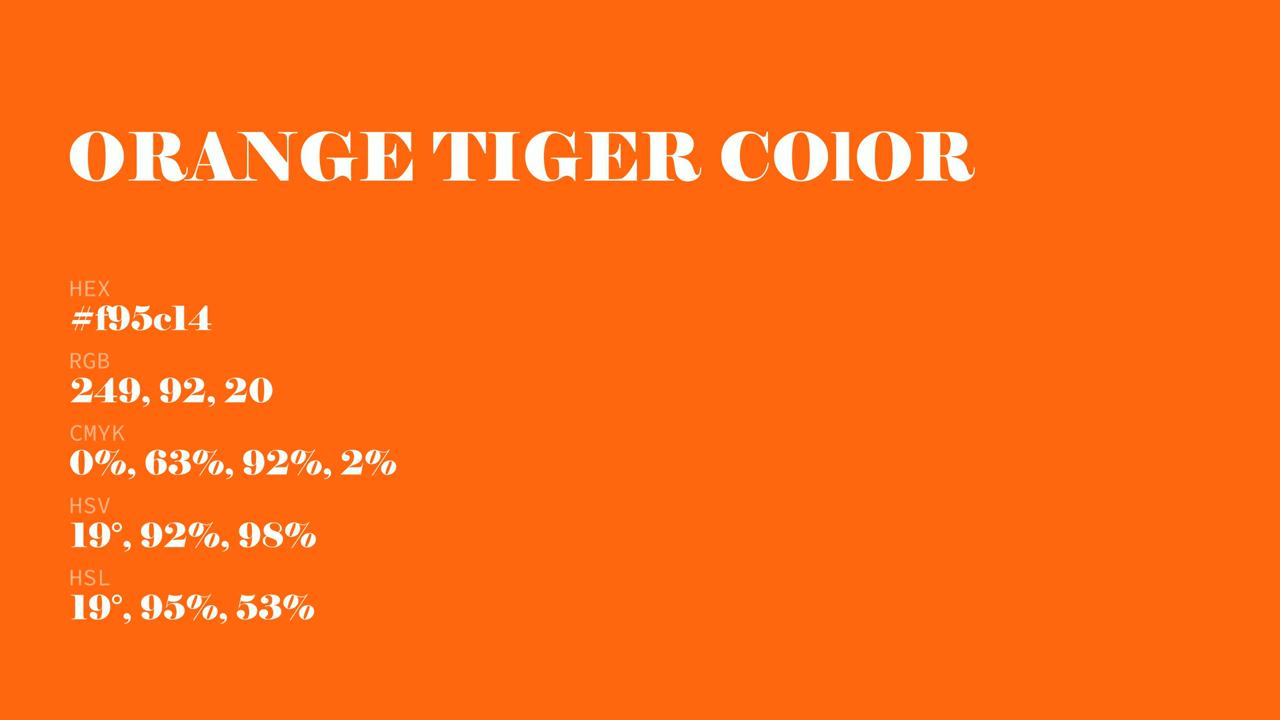 ORANGE TIGER COlOR
HEX
#f95c14
RGB
249, 92, 20
CMYK
0%, 63%, 92%, 2%
HSV
19°, 92%, 98%
HSL
19°, 95%, 53%